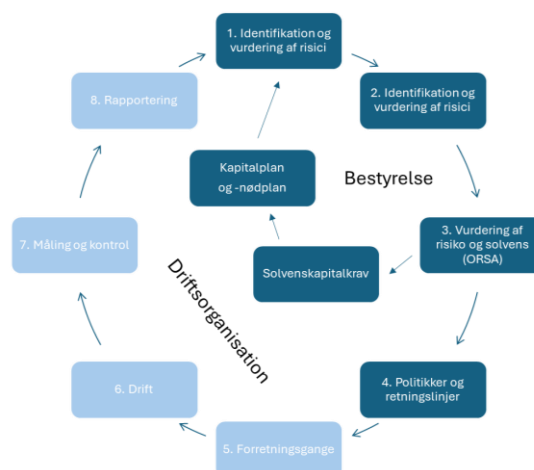 1. Identifikation og
vurdering af risici
2. Identifikation og
vurdering af risici
3. Vurdering af
risiko og solvens
(ORSA)
4. Politikker og
retningslinjer
5. Forretningsgange
6. Drift
7. Måling og kontrol
8. Rapportering
Kapitalplan
og -nødplan
Solvenskapitalkrav
Bestyrelse
Driftsorganisation